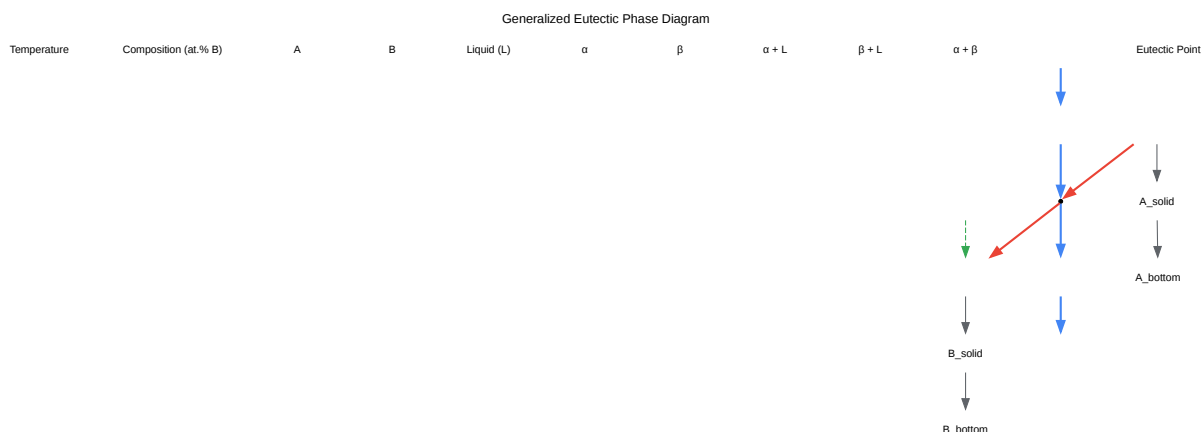 Generalized Eutectic Phase Diagram
Temperature Composition (at.% B) A B Liquid (L) α β α + L β + L α + β Eutectic Point
A_solid
A_bottom
B_solid
B_bottom